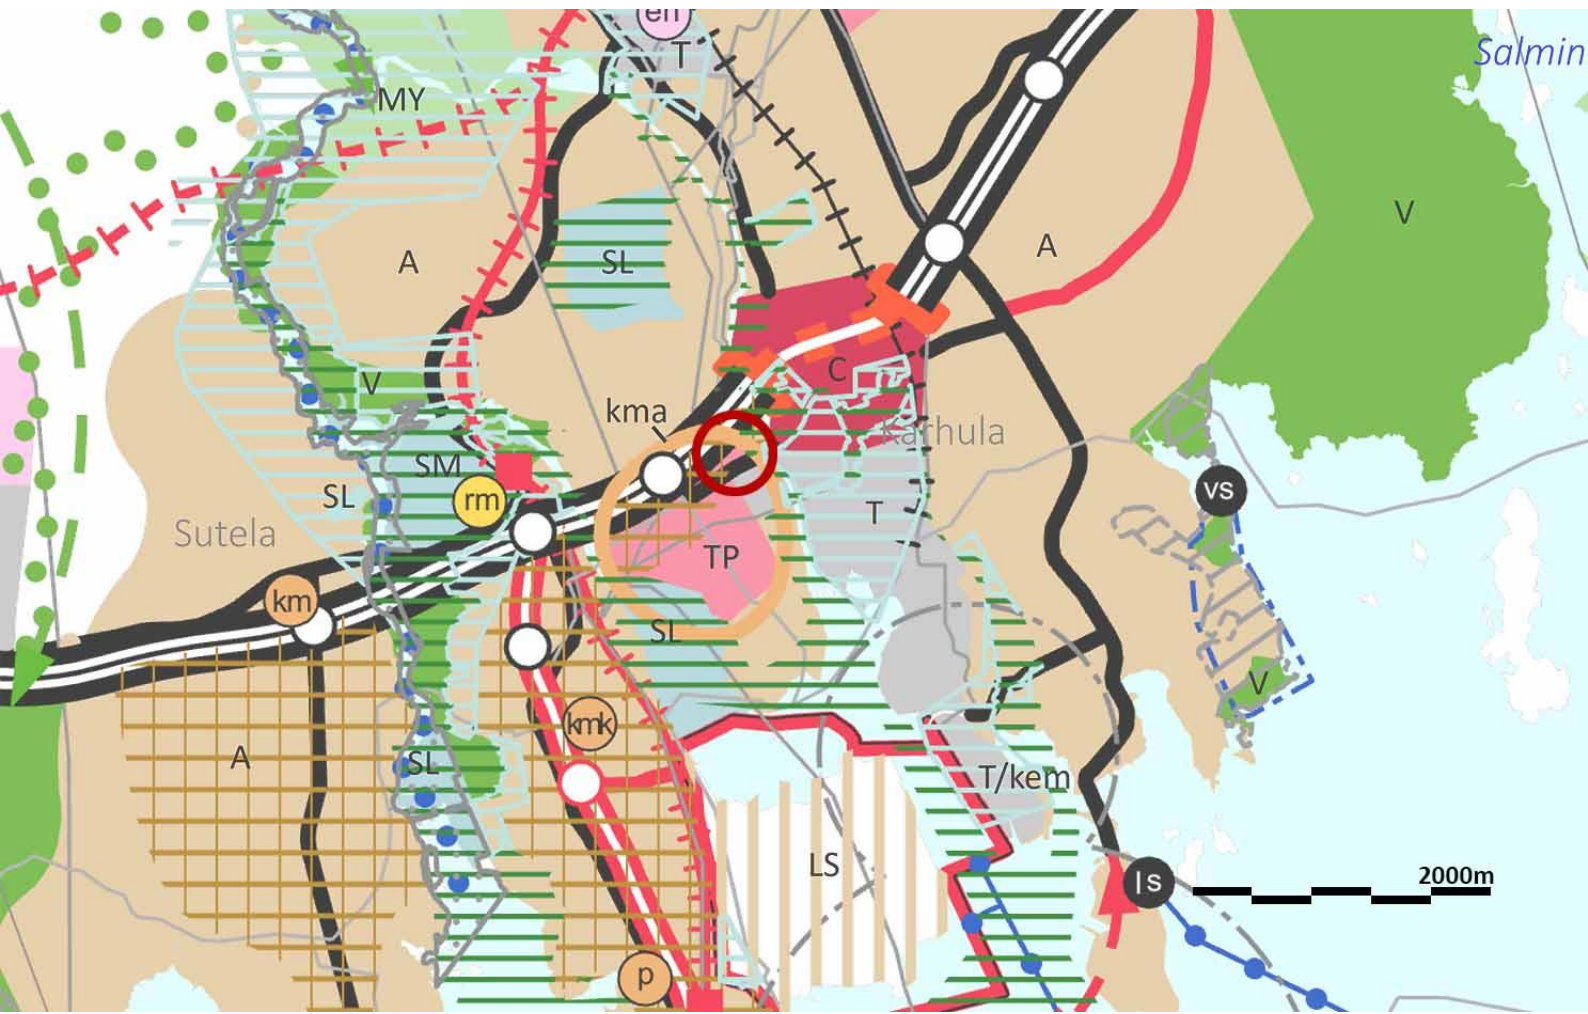 en
T
Salmin
MY
V
A
SL
A
V
C
kma
Karhula
SM
SL
rm
vs
T
Sutela
TP
km
SL
V
kmk
A
SL
T/kem
LS
2000m
ls
p